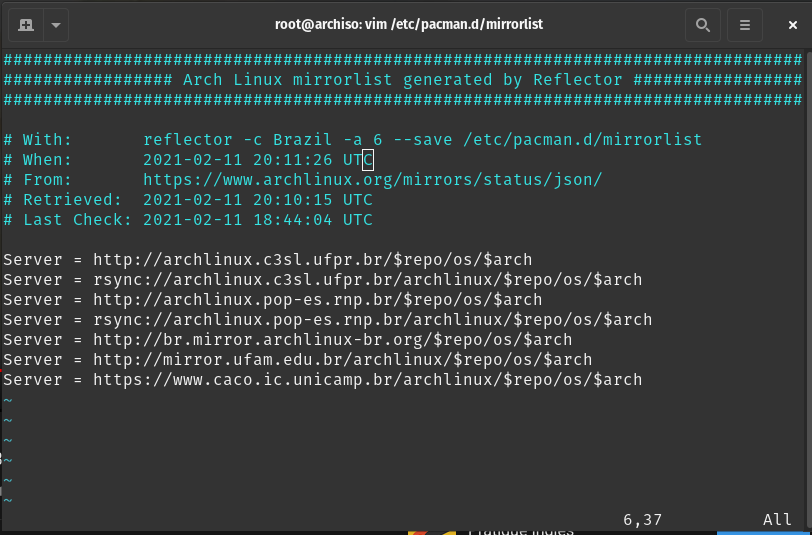 root@archiso: vim /etc/pacman.d/mirrorlist
################################################################################
################# Arch Linux mirrorlist generated by Reflector #################
################################################################################
# With:       reflector -c Brazil -a 6 --save /etc/pacman.d/mirrorlist
# When:       2021-02-11 20:11:26 UTC
# From:       https://www.archlinux.org/mirrors/status/json/
# Retrieved:  2021-02-11 20:10:15 UTC
# Last Check: 2021-02-11 18:44:04 UTC
Server = http://archlinux.c3sl.ufpr.br/$repo/os/$arch
Server = rsync://archlinux.c3sl.ufpr.br/archlinux/$repo/os/$arch
Server = http://archlinux.pop-es.rnp.br/$repo/os/$arch
Server = rsync://archlinux.pop-es.rnp.br/archlinux/$repo/os/$arch
Server = http://br.mirror.archlinux-br.org/$repo/os/$arch
Server = http://mirror.ufam.edu.br/archlinux/$repo/os/$arch
Server = https://www.caco.ic.unicamp.br/archlinux/$repo/os/$arch
~
~
~
~
~
~
6,37          All